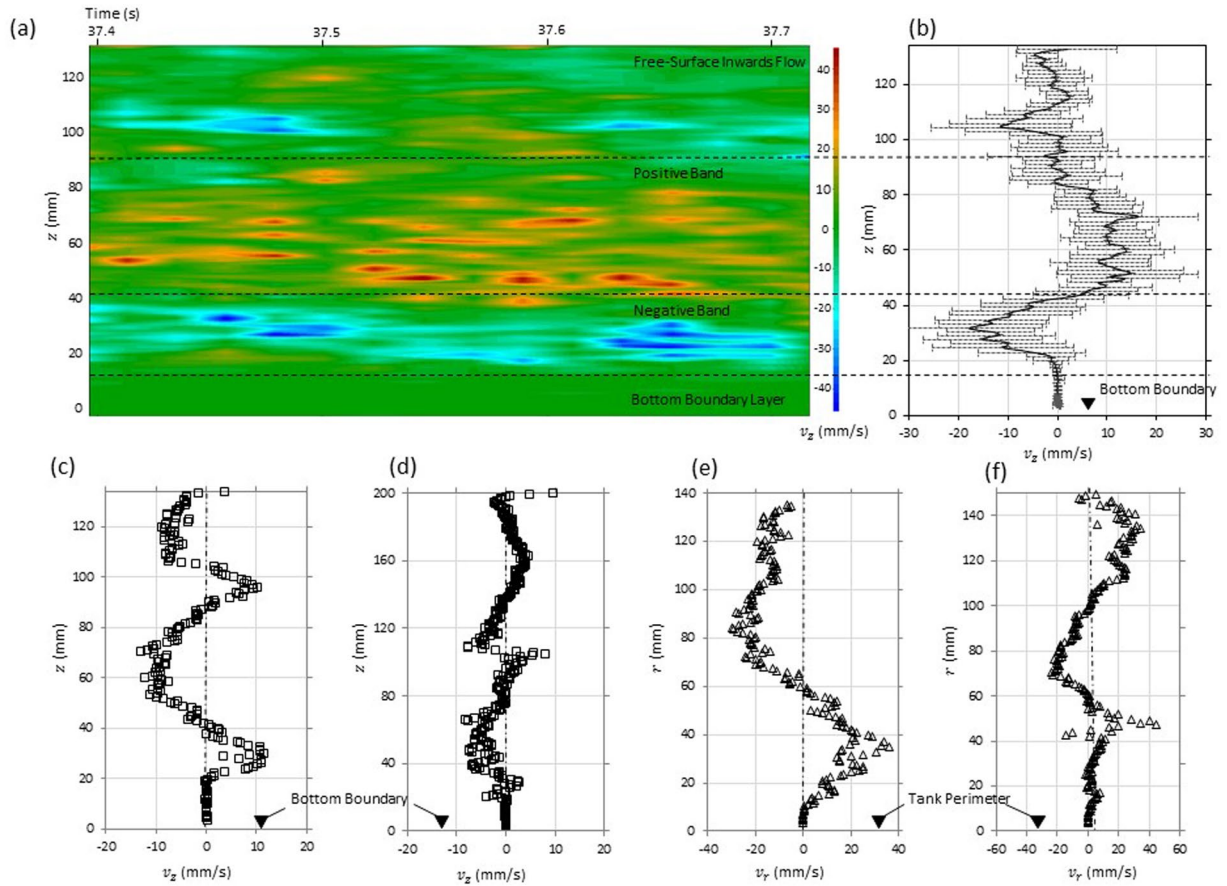 Time (s)
(a)
37.4 37.5 37.6 37.7
(b)
Free-Surface Inwards Flow
Positive Band
Negative Band
Bottom Boundary Layer
z (mm)
120
100
80
60
40
20
0
40
30
20
10
0
-10
-20
-30
-40
v_z (mm/s)
z (mm)
120
100
80
60
40
20
0
Bottom Boundary
-30 -20 -10 0 10 20 30
v_z (mm/s)
(c)
z (mm)
120
100
80
60
40
20
0
-20 -10 0 10 20
v_z (mm/s)
Bottom Boundary
(d)
z (mm)
200
160
120
80
40
0
-20 -10 0 10 20
v_z (mm/s)
(e)
r (mm)
140
120
100
80
60
40
20
0
-40 -20 0 20 40
v_r (mm/s)
Tank Perimeter
(f)
r (mm)
140
120
100
80
60
40
20
0
-60 -40 -20 0 20 40 60
v_r (mm/s)